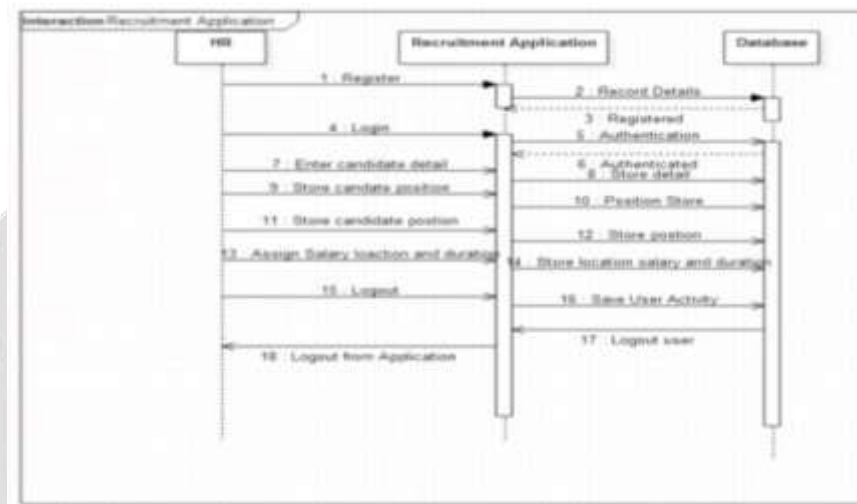 Interaction Recruitment Application
HR
Recruitment Application
Database
1 : Register
2 : Record Details
3 : Registered
4 : Login
5 : Authentication
6 : Authenticated
7 : Enter candidate detail
8 : Store detail
9 : Store candate position
10 : Position Store
11 : Store candidate postion
12 : Store postion
13 : Assign Salary loaction and duration
14 : Store location salary and duration
15 : Logout
16 : Save User Activity
17 : Logout user
18 : Logout from Application